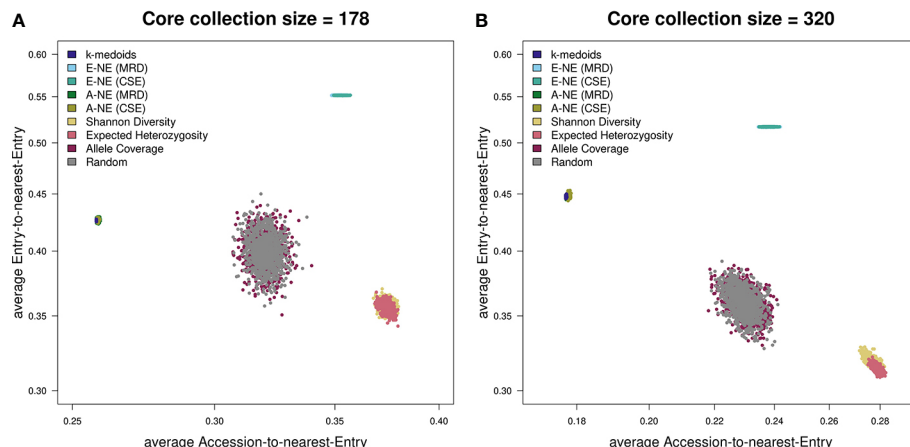 A
Core collection size = 178
k-medoids
E-NE (MRD)
E-NE (CSE)
A-NE (MRD)
A-NE (CSE)
Shannon Diversity
Expected Heterozygosity
Allele Coverage
Random
average Entry-to-nearest-Entry
0.60
0.55
0.50
0.45
0.40
0.35
0.30
0.25
0.30
0.35
0.40
average Accession-to-nearest-Entry
B
Core collection size = 320
k-medoids
E-NE (MRD)
E-NE (CSE)
A-NE (MRD)
A-NE (CSE)
Shannon Diversity
Expected Heterozygosity
Allele Coverage
Random
average Entry-to-nearest-Entry
0.60
0.55
0.50
0.45
0.40
0.35
0.30
0.18
0.20
0.22
0.24
0.26
0.28
average Accession-to-nearest-Entry